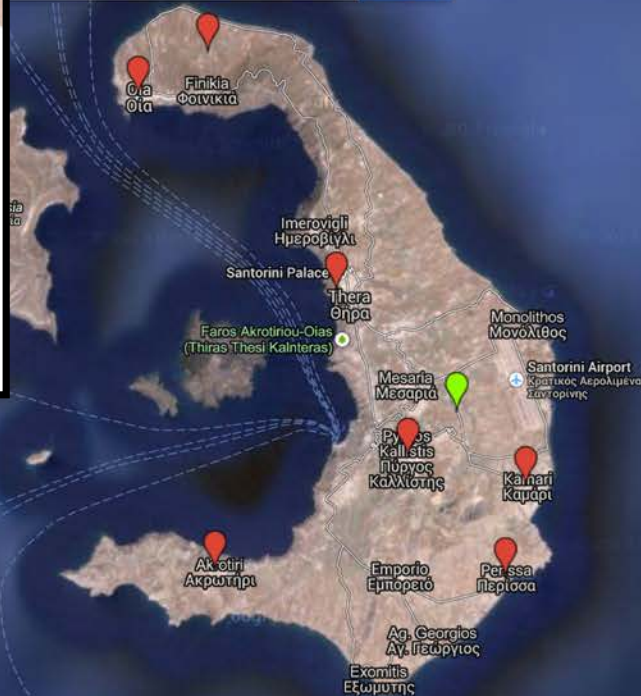 Finikia
Φοινικιά
Oia
Οία
Imerovigli
Ημεροβίγλι
Santorini Palace
Thera
Θήρα
Faros Akrotiriou-Oias
(Thiras Thesi Kalnteras)
Monolithos
Μονόλιθος
Santorini Airport
Κρατικός Αερολιμένα
Σαντορίνης
Mesaria
Μεσαριά
Kallistis
Πύργος
Καλλίστης
Kamari
Καμάρι
Akrotiri
Ακρωτήρι
Emporio
Εμπορειό
Perissa
Περίσσα
Ag. Georgios
Αγ. Γεώργιος
Exomitis
Εξωμύτης